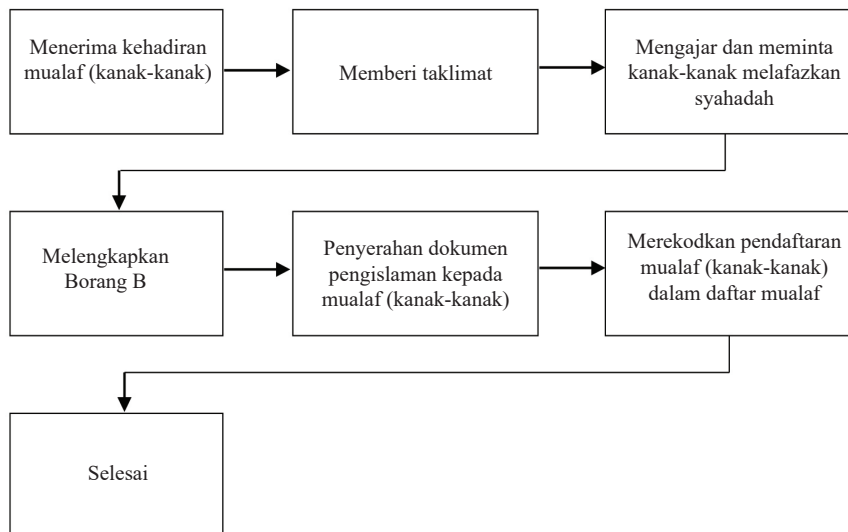 Menerima kehadiran
mualaf (kanak-kanak)
Memberi taklimat
Mengajar dan meminta
kanak-kanak melafazkan
syahadah
Melengkapkan
Borang B
Penyerahan dokumen
pengislaman kepada
mualaf (kanak-kanak)
Merekodkan pendaftaran
mualaf (kanak-kanak)
dalam daftar mualaf
Selesai